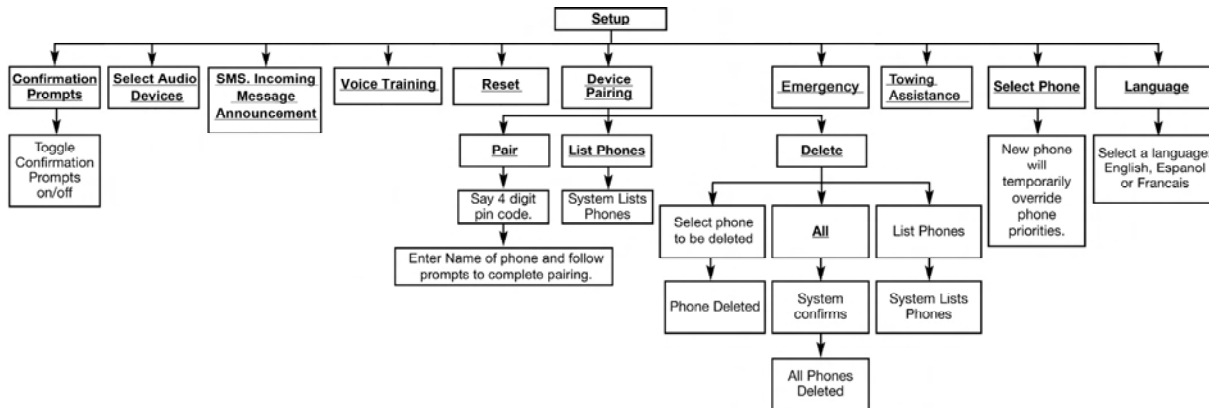 Setup
Confirmation
Prompts
Select Audio
Devices
SMS. Incoming
Message
Announcement
Voice Training
Reset
Device
Pairing
Emergency
Towing
Assistance
Select Phone
Language
Toggle
Confirmation
Prompts
on/off
Pair
List Phones
Delete
New phone
will
temporarily
override
phone
priorities.
Select a language
English, Espanol
or Francais
Say 4 digit
pin code.
System Lists
Phones
Select phone
to be deleted
All
List Phones
Enter Name of phone and follow
prompts to complete pairing.
Phone Deleted
System
confirms
System Lists
Phones
All Phones
Deleted